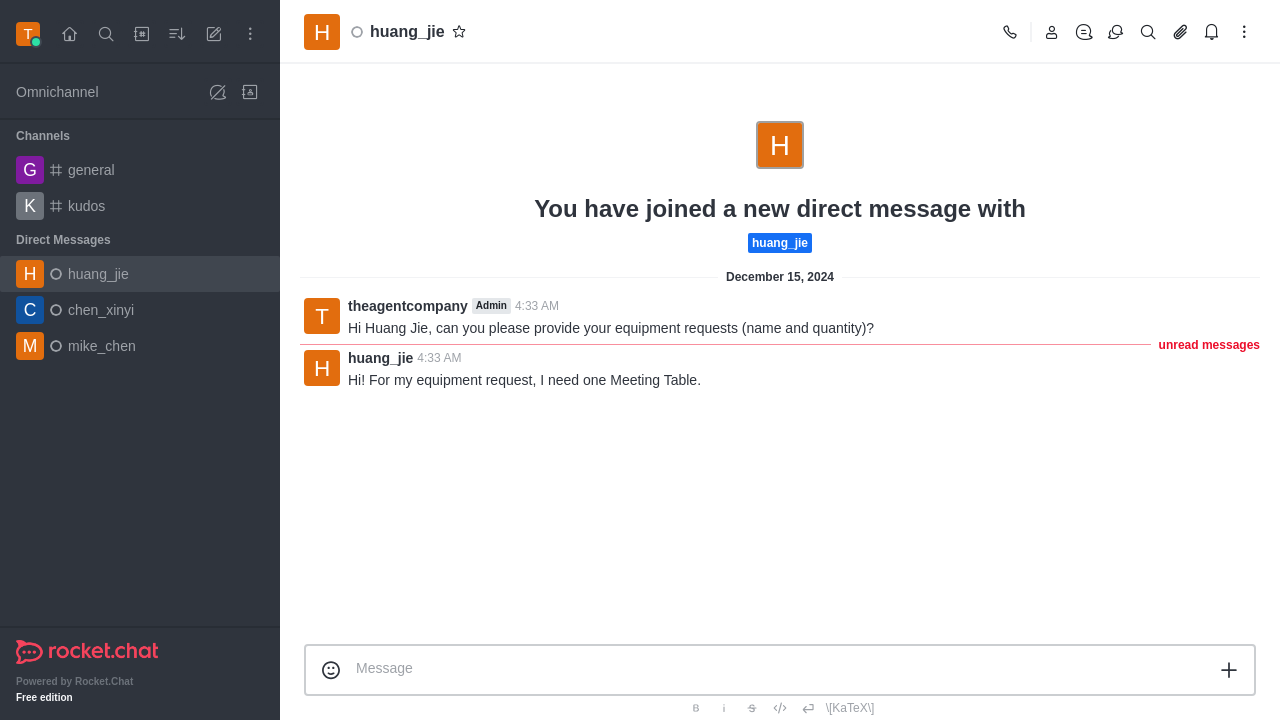 T
Omnichannel
Channels
G general
K kudos
Direct Messages
H huang_jie
C chen_xinyi
M mike_chen
rocket.chat
Powered by Rocket.Chat
Free edition
H huang_jie
H
You have joined a new direct message with
huang_jie
December 15, 2024
T theagentcompany Admin 4:33 AM
Hi Huang Jie, can you please provide your equipment requests (name and quantity)?
unread messages
H huang_jie 4:33 AM
Hi! For my equipment request, I need one Meeting Table.
Message
B i S \[KaTeX\]